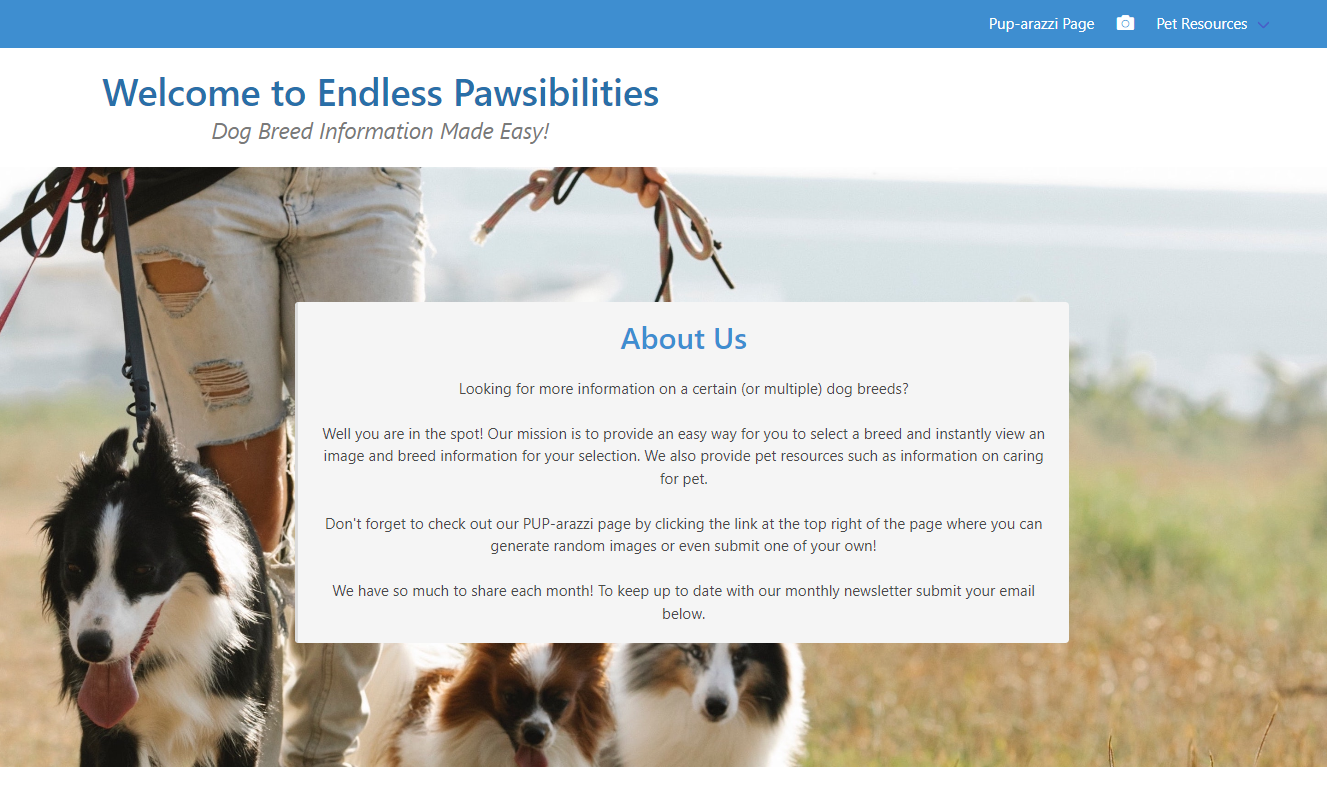 Pup-arazzi Page
Pet Resources
Welcome to Endless Pawsibilities
Dog Breed Information Made Easy!
About Us
Looking for more information on a certain (or multiple) dog breeds?
Well you are in the spot! Our mission is to provide an easy way for you to select a breed and instantly view an
image and breed information for your selection. We also provide pet resources such as information on caring
for pet.
Don't forget to check out our PUP-arazzi page by clicking the link at the top right of the page where you can
generate random images or even submit one of your own!
We have so much to share each month! To keep up to date with our monthly newsletter submit your email
below.